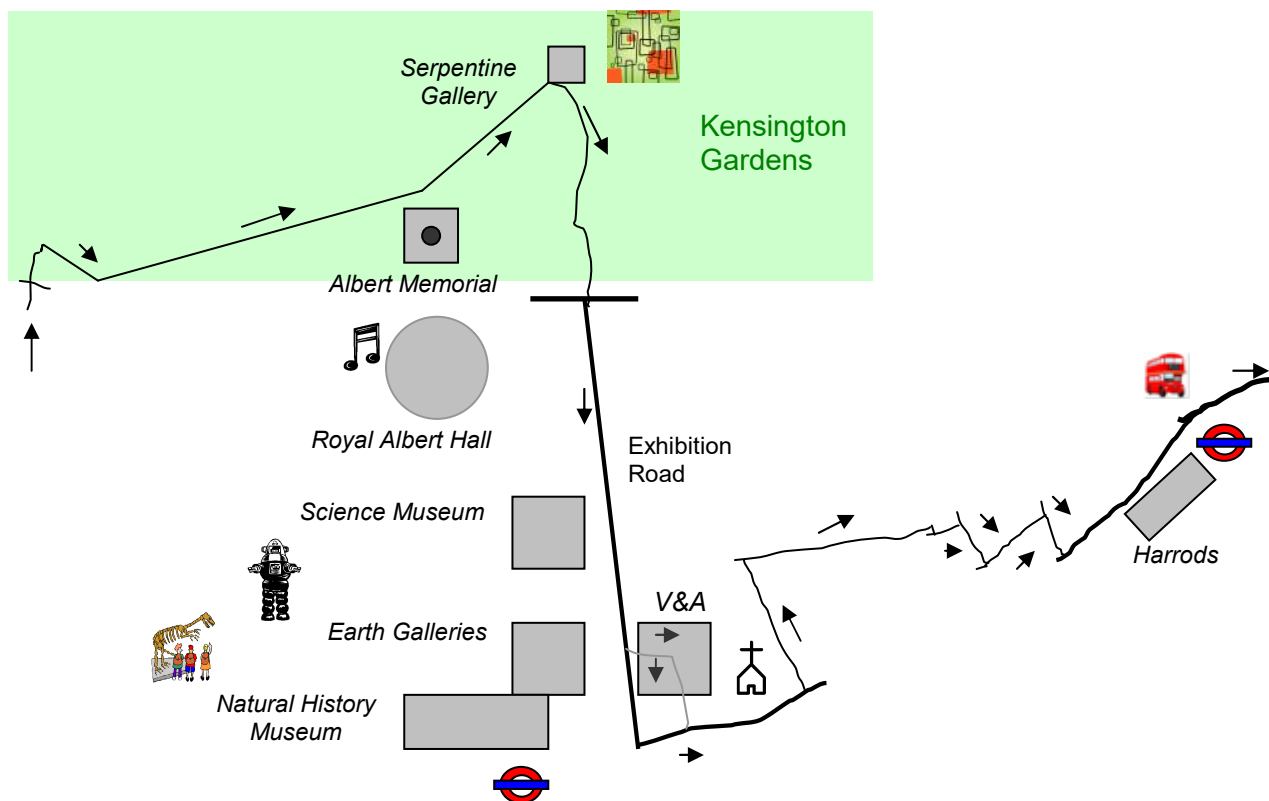 Serpentine
Gallery
Kensington
Gardens
Albert Memorial
Royal Albert Hall
Exhibition
Road
Science Museum
Harrods
V&A
Earth Galleries
Natural History
Museum